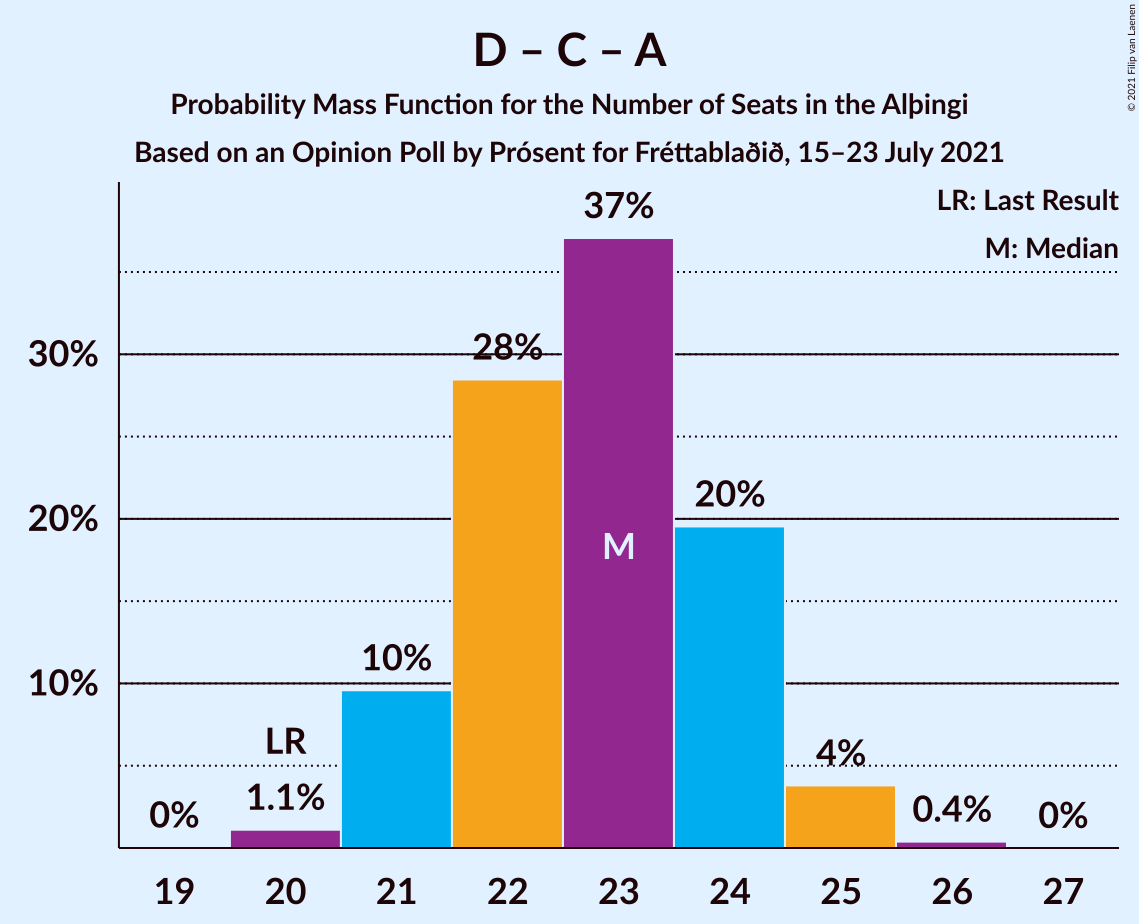 D – C – A
Probability Mass Function for the Number of Seats in the Alþingi
Based on an Opinion Poll by Prósent for Fréttablaðið, 15–23 July 2021
© 2021 Filip van Laenen
LR: Last Result
M: Median
37%
30%
28%
20%
20%
M
10%
10%
LR
4%
0%
1.1%
0.4%
0%
19 20 21 22 23 24 25 26 27